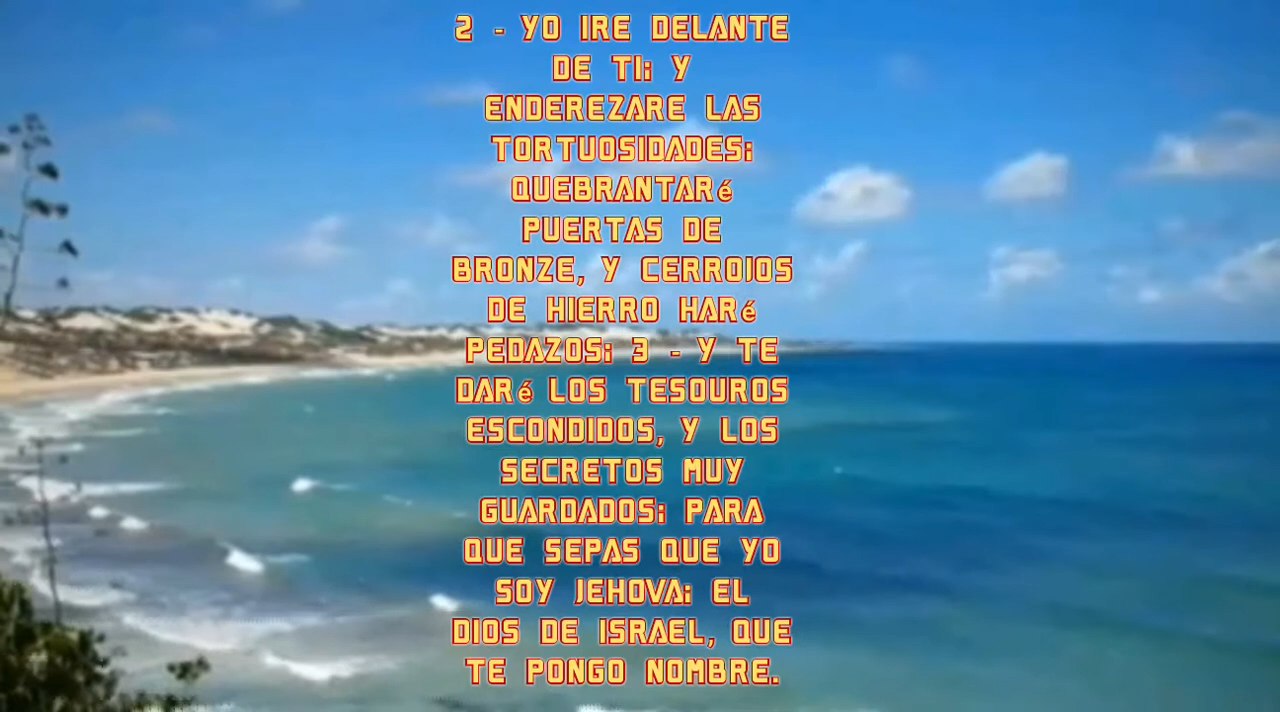 2 - YO IRE DELANTE
DE TI; Y
ENDEREZARE LAS
TORTUOSIDADES;
QUEBRANTARé
PUERTAS DE
BRONZE, Y CERROJOS
DE HIERRO HARé
PEDAZOS; 3 - Y TE
DARé LOS TESOUROS
ESCONDIDOS, Y LOS
SECRETOS MUY
GUARDADOS; PARA
QUE SEPAS QUE YO
SOY JEHOVA; EL
DIOS DE ISRAEL, QUE
TE PONGO NOMBRE.